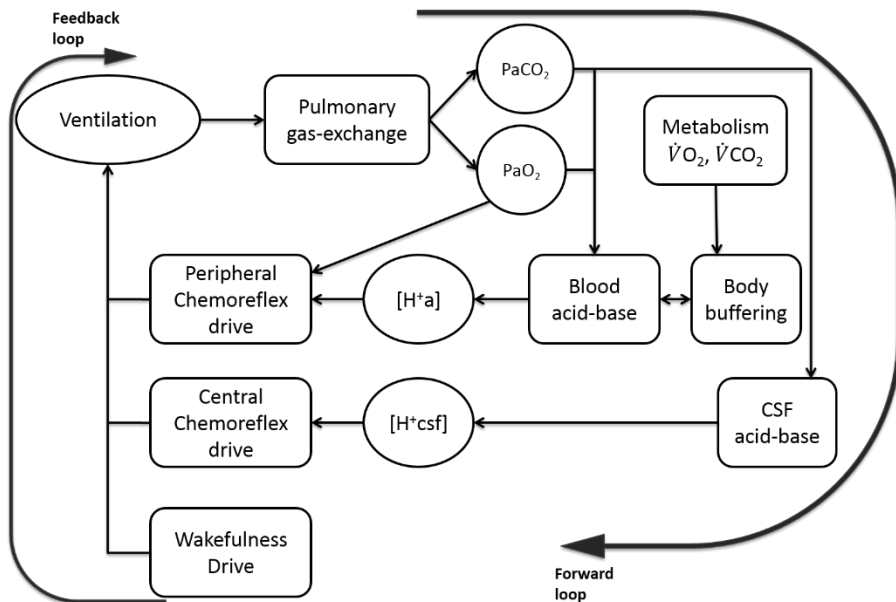 Feedback
loop
Ventilation
Pulmonary
gas-exchange
PaCO₂
PaO₂
Metabolism
V̇O₂, V̇CO₂
Peripheral
Chemoreflex
drive
[H⁺a]
Blood
acid-base
Body
buffering
Central
Chemoreflex
drive
[H⁺csf]
CSF
acid-base
Wakefulness
Drive
Forward
loop